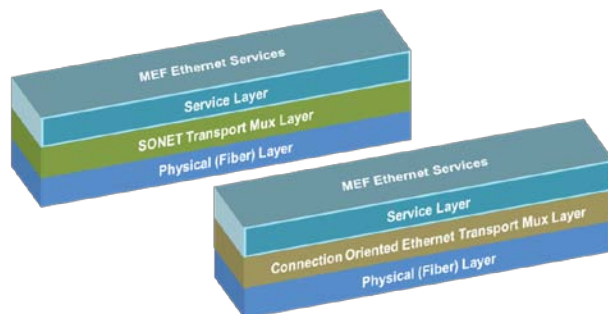 MEF Ethernet Services
Service Layer
SONET Transport Mux Layer
Physical (Fiber) Layer
MEF Ethernet Services
Service Layer
Connection Oriented Ethernet Transport Mux Layer
Physical (Fiber) Layer